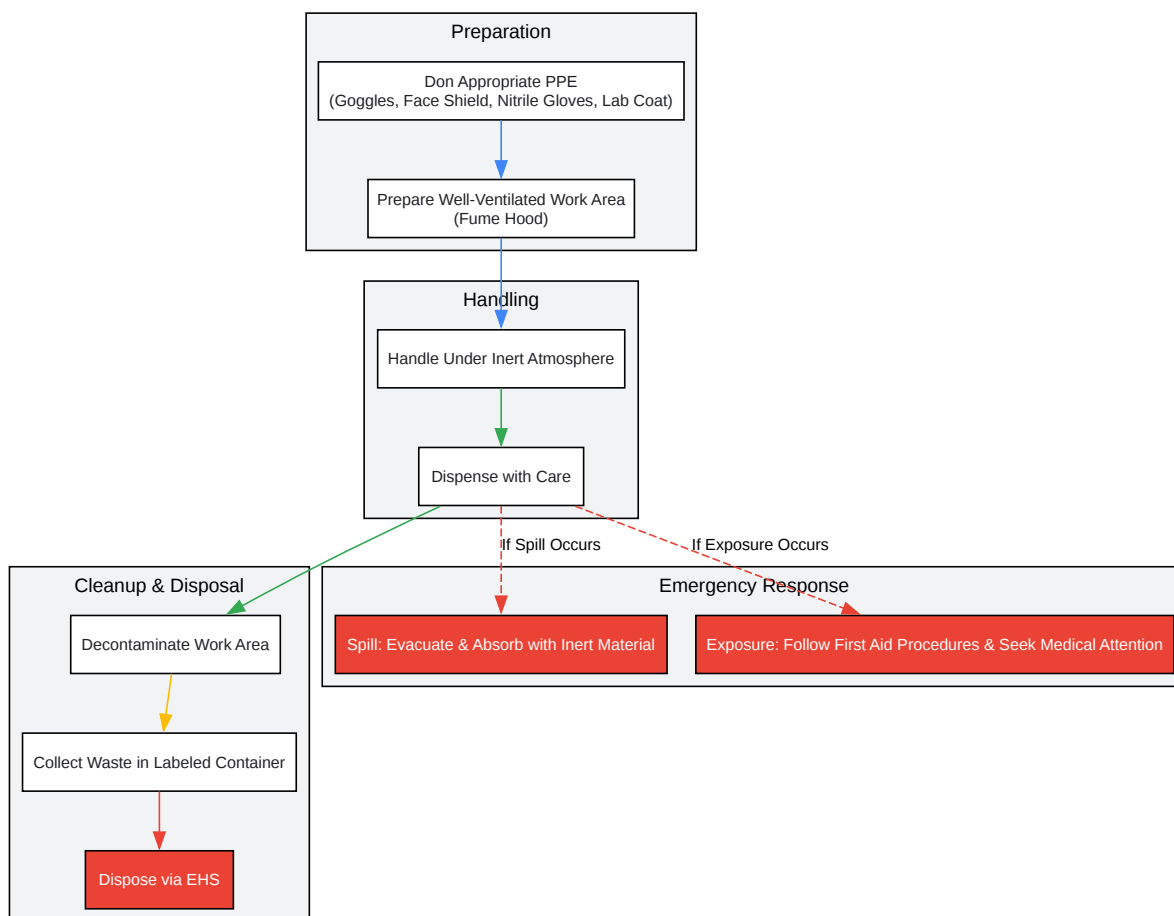 Preparation
Don Appropriate PPE
(Goggles, Face Shield, Nitrile Gloves, Lab Coat)
Prepare Well-Ventilated Work Area
(Fume Hood)
Handling
Handle Under Inert Atmosphere
Dispense with Care
If Spill Occurs
If Exposure Occurs
Cleanup & Disposal
Decontaminate Work Area
Collect Waste in Labeled Container
Dispose via EHS
Emergency Response
Spill: Evacuate & Absorb with Inert Material
Exposure: Follow First Aid Procedures & Seek Medical Attention